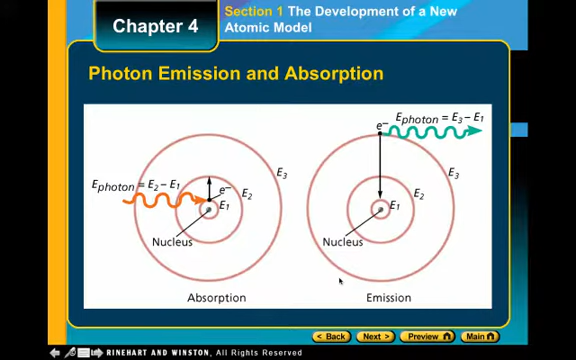 Chapter 4
Section 1 The Development of a New
Atomic Model
Photon Emission and Absorption
Ephoton = E2 – E1
e–
E1
E2
E3
Nucleus
Absorption
Ephoton = E3 – E1
e–
E1
E2
E3
Nucleus
Emission
Back Next Preview Main
RINEHART AND WINSTON, All Rights Reserved